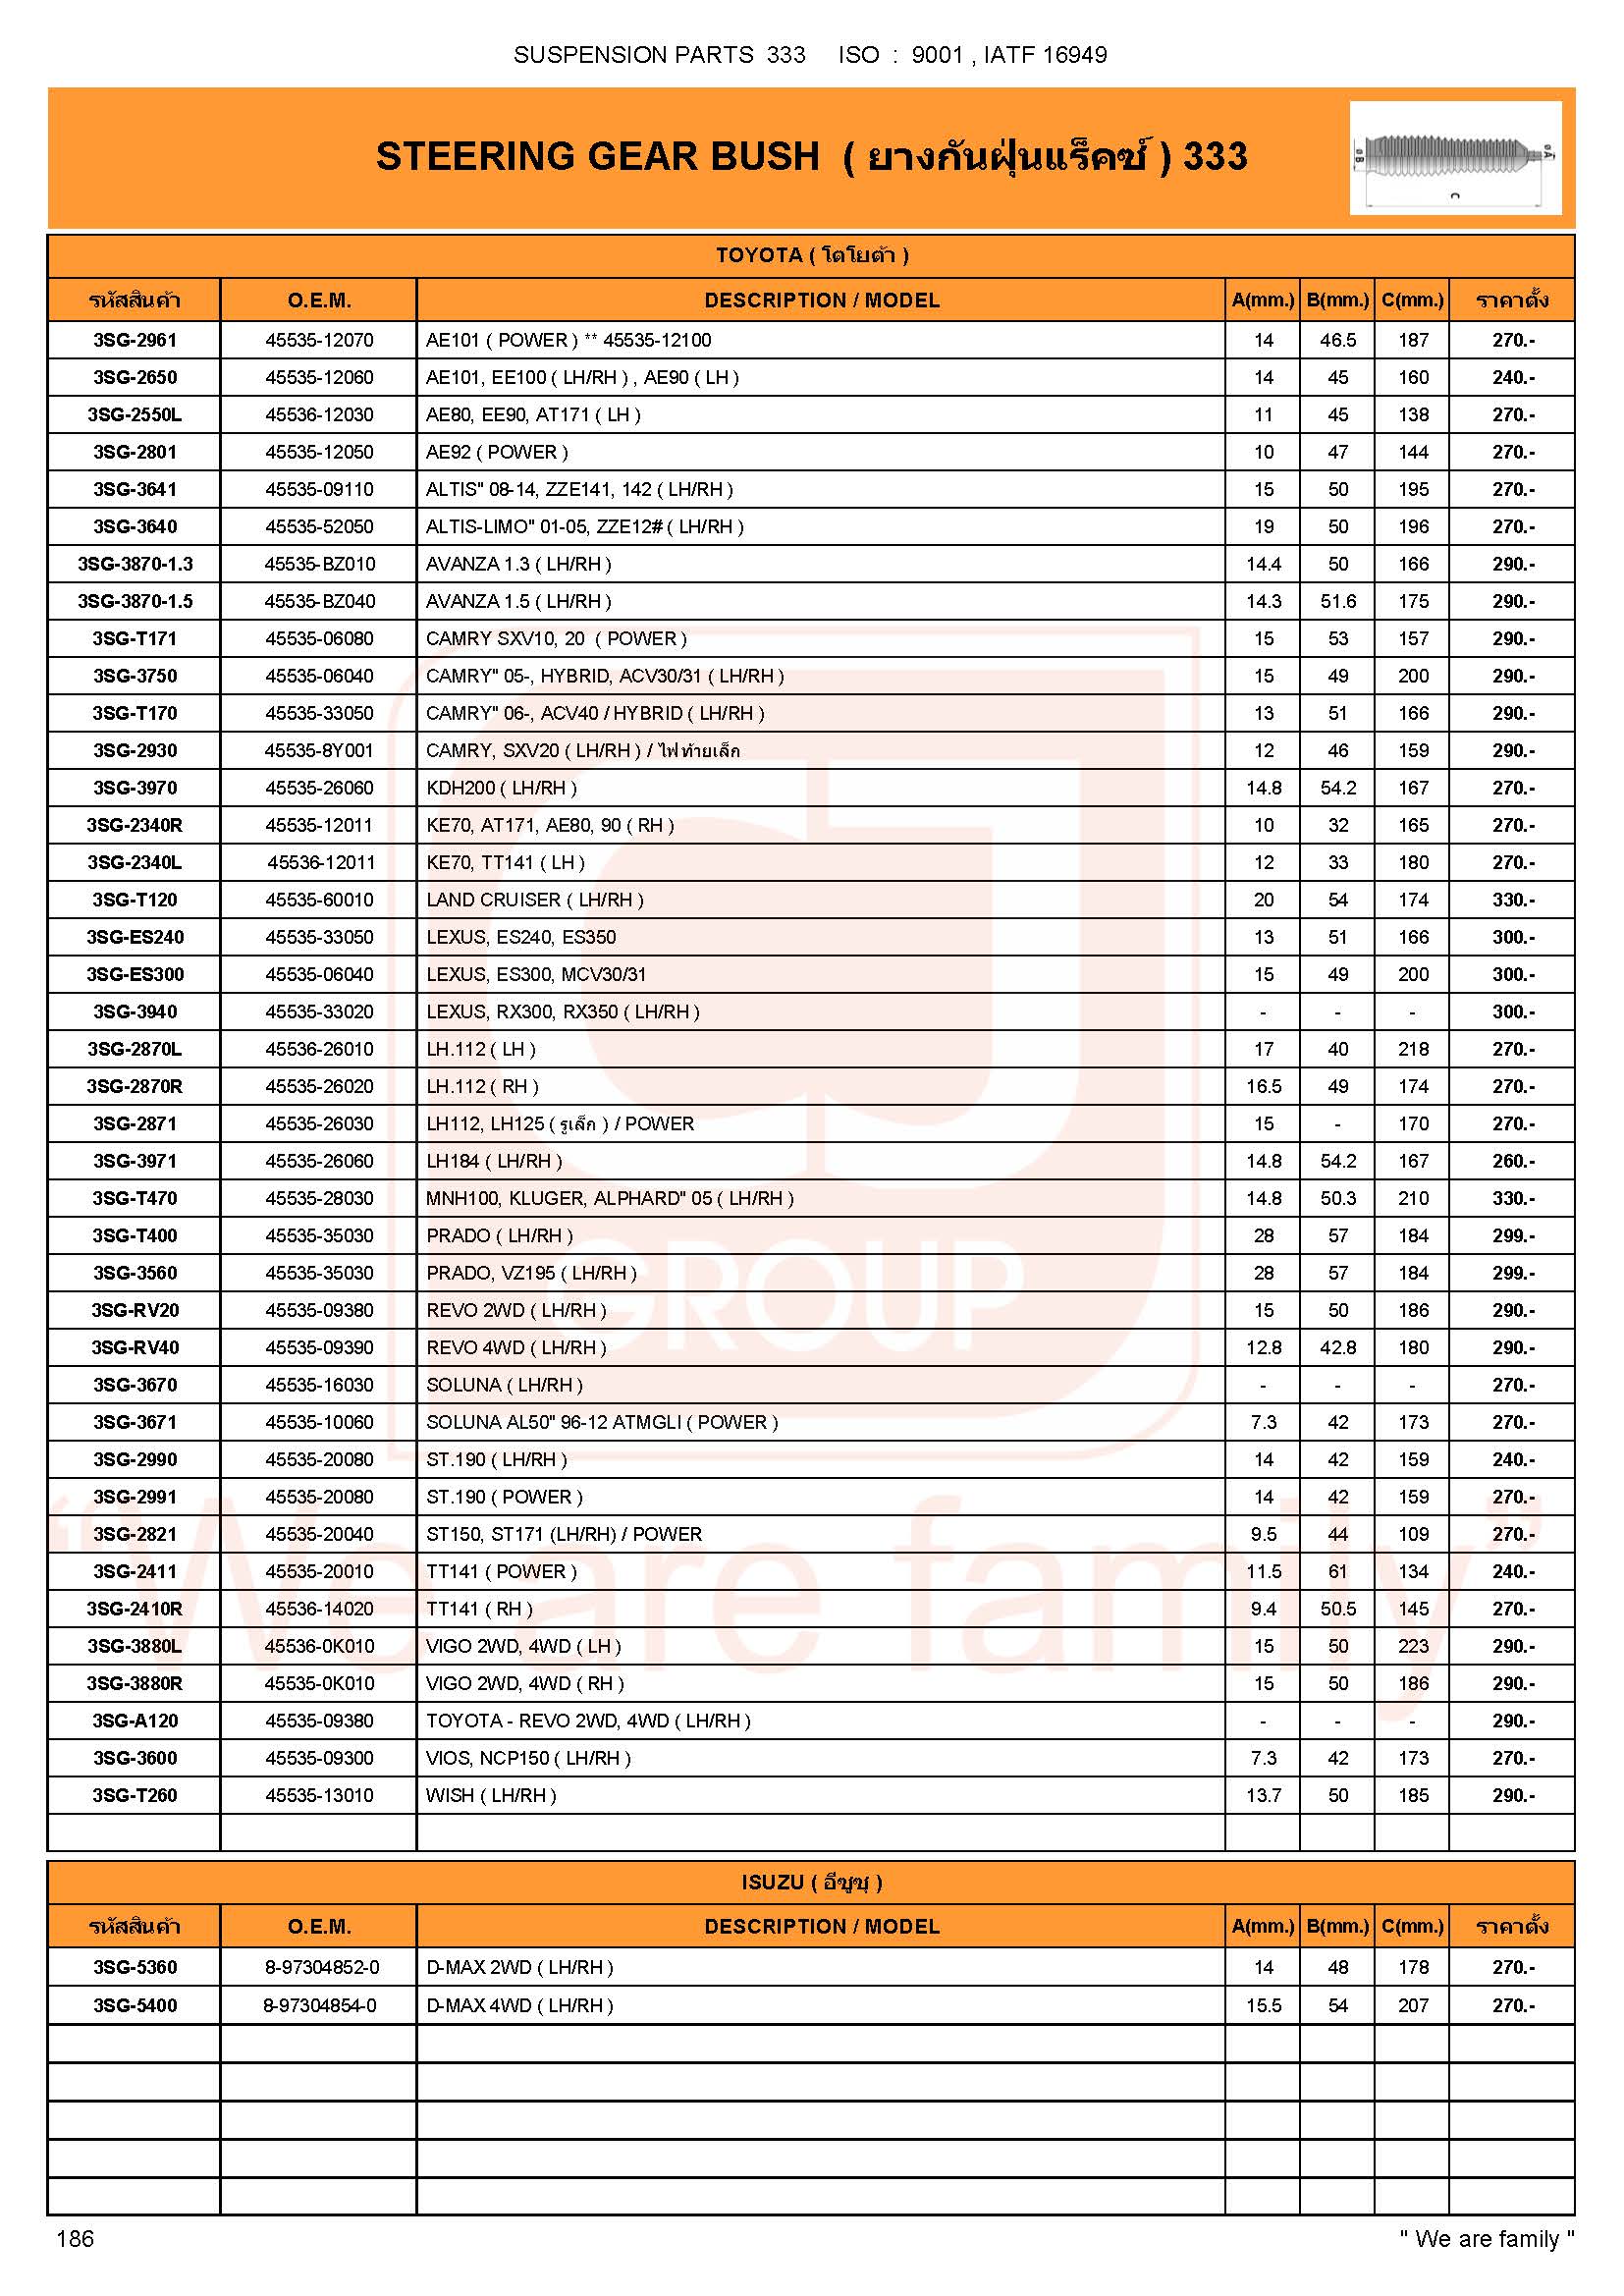 SUSPENSION PARTS 333 ISO : 9001 , IATF 16949
STEERING GEAR BUSH ( ยางกันฝุ่นแร็คซ์ ) 333
ø B ø A
C
TOYOTA ( โตโยต้า )
รหัสสินค้า O.E.M. DESCRIPTION / MODEL A(mm.) B(mm.) C(mm.) ราคาตั้ง
3SG-2961 45535-12070 AE101 ( POWER ) ** 45535-12100 14 46.5 187 270.-
3SG-2650 45535-12060 AE101, EE100 ( LH/RH ) , AE90 ( LH ) 14 45 160 240.-
3SG-2550L 45536-12030 AE80, EE90, AT171 ( LH ) 11 45 138 270.-
3SG-2801 45535-12050 AE92 ( POWER ) 10 47 144 270.-
3SG-3641 45535-09110 ALTIS" 08-14, ZZE141, 142 ( LH/RH ) 15 50 195 270.-
3SG-3640 45535-52050 ALTIS-LIMO" 01-05, ZZE12# ( LH/RH ) 19 50 196 270.-
3SG-3870-1.3 45535-BZ010 AVANZA 1.3 ( LH/RH ) 14.4 50 166 290.-
3SG-3870-1.5 45535-BZ040 AVANZA 1.5 ( LH/RH ) 14.3 51.6 175 290.-
3SG-T171 45535-06080 CAMRY SXV10, 20 ( POWER ) 15 53 157 290.-
3SG-3750 45535-06040 CAMRY" 05-, HYBRID, ACV30/31 ( LH/RH ) 15 49 200 290.-
3SG-T170 45535-33050 CAMRY" 06-, ACV40 / HYBRID ( LH/RH ) 13 51 166 290.-
3SG-2930 45535-8Y001 CAMRY, SXV20 ( LH/RH ) / ไฟท้ายเล็ก 12 46 159 290.-
3SG-3970 45535-26060 KDH200 ( LH/RH ) 14.8 54.2 167 270.-
3SG-2340R 45535-12011 KE70, AT171, AE80, 90 ( RH ) 10 32 165 270.-
3SG-2340L 45536-12011 KE70, TT141 ( LH ) 12 33 180 270.-
3SG-T120 45535-60010 LAND CRUISER ( LH/RH ) 20 54 174 330.-
3SG-ES240 45535-33050 LEXUS, ES240, ES350 13 51 166 300.-
3SG-ES300 45535-06040 LEXUS, ES300, MCV30/31 15 49 200 300.-
3SG-3940 45535-33020 LEXUS, RX300, RX350 ( LH/RH ) - - - 300.-
3SG-2870L 45536-26010 LH.112 ( LH ) 17 40 218 270.-
3SG-2870R 45535-26020 LH.112 ( RH ) 16.5 49 174 270.-
3SG-2871 45535-26030 LH112, LH125 ( รูเล็ก ) / POWER 15 - 170 270.-
3SG-3971 45535-26060 LH184 ( LH/RH ) 14.8 54.2 167 260.-
3SG-T470 45535-28030 MNH100, KLUGER, ALPHARD" 05 ( LH/RH ) 14.8 50.3 210 330.-
3SG-T400 45535-35030 PRADO ( LH/RH ) 28 57 184 299.-
3SG-3560 45535-35030 PRADO, VZ195 ( LH/RH ) 28 57 184 299.-
3SG-RV20 45535-09380 REVO 2WD ( LH/RH ) 15 50 186 290.-
3SG-RV40 45535-09390 REVO 4WD ( LH/RH ) 12.8 42.8 180 290.-
3SG-3670 45535-16030 SOLUNA ( LH/RH ) - - - 270.-
3SG-3671 45535-10060 SOLUNA AL50" 96-12 ATMGLI ( POWER ) 7.3 42 173 270.-
3SG-2990 45535-20080 ST.190 ( LH/RH ) 14 42 159 240.-
3SG-2991 45535-20080 ST.190 ( POWER ) 14 42 159 270.-
3SG-2821 45535-20040 ST150, ST171 (LH/RH) / POWER 9.5 44 109 270.-
3SG-2411 45535-20010 TT141 ( POWER ) 11.5 61 134 240.-
3SG-2410R 45536-14020 TT141 ( RH ) 9.4 50.5 145 270.-
3SG-3880L 45536-0K010 VIGO 2WD, 4WD ( LH ) 15 50 223 290.-
3SG-3880R 45535-0K010 VIGO 2WD, 4WD ( RH ) 15 50 186 290.-
3SG-A120 45535-09380 TOYOTA - REVO 2WD, 4WD ( LH/RH ) - - - 290.-
3SG-3600 45535-09300 VIOS, NCP150 ( LH/RH ) 7.3 42 173 270.-
3SG-T260 45535-13010 WISH ( LH/RH ) 13.7 50 185 290.-
CJ
GROUP
“We are family”
ISUZU ( อีซูซุ )
รหัสสินค้า O.E.M. DESCRIPTION / MODEL A(mm.) B(mm.) C(mm.) ราคาตั้ง
3SG-5360 8-97304852-0 D-MAX 2WD ( LH/RH ) 14 48 178 270.-
3SG-5400 8-97304854-0 D-MAX 4WD ( LH/RH ) 15.5 54 207 270.-
186 " We are family "